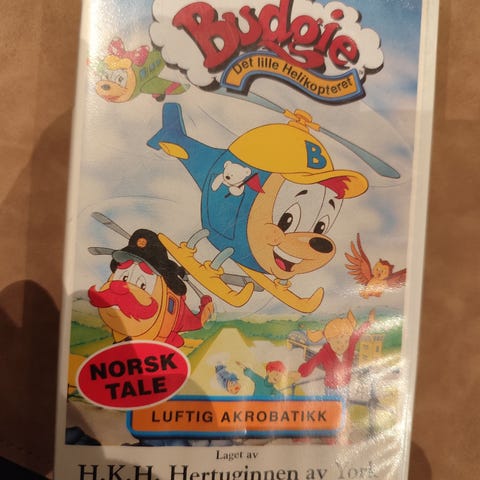 Budgie
Det lille Helikopteret
B
NORSK
TALE
LUFTIG AKROBATIKK
Laget av
H.K.H. Hertuginnen av York